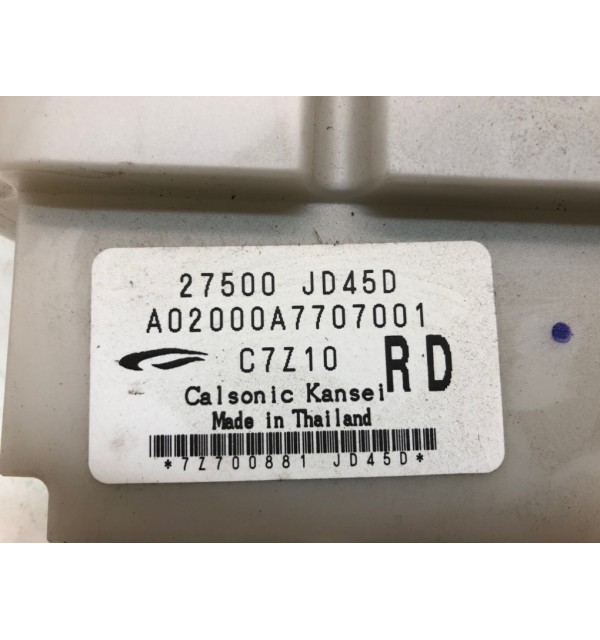 27500 JD45D
A02000A7707001
C7Z10 RD
Calsonic Kansei
Made in Thailand
*7Z700881 JD45D*